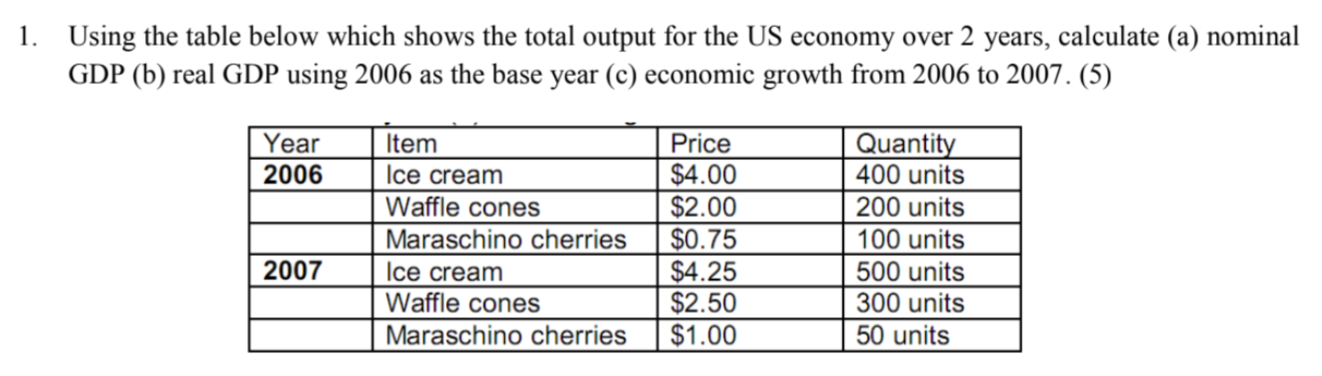 1. Using the table below which shows the total output for the US economy over 2 years, calculate (a) nominal
GDP (b) real GDP using 2006 as the base year (c) economic growth from 2006 to 2007. (5)
Year Item Price Quantity
2006 Ice cream $4.00 400 units
Waffle cones $2.00 200 units
Maraschino cherries $0.75 100 units
2007 Ice cream $4.25 500 units
Waffle cones $2.50 300 units
Maraschino cherries $1.00 50 units